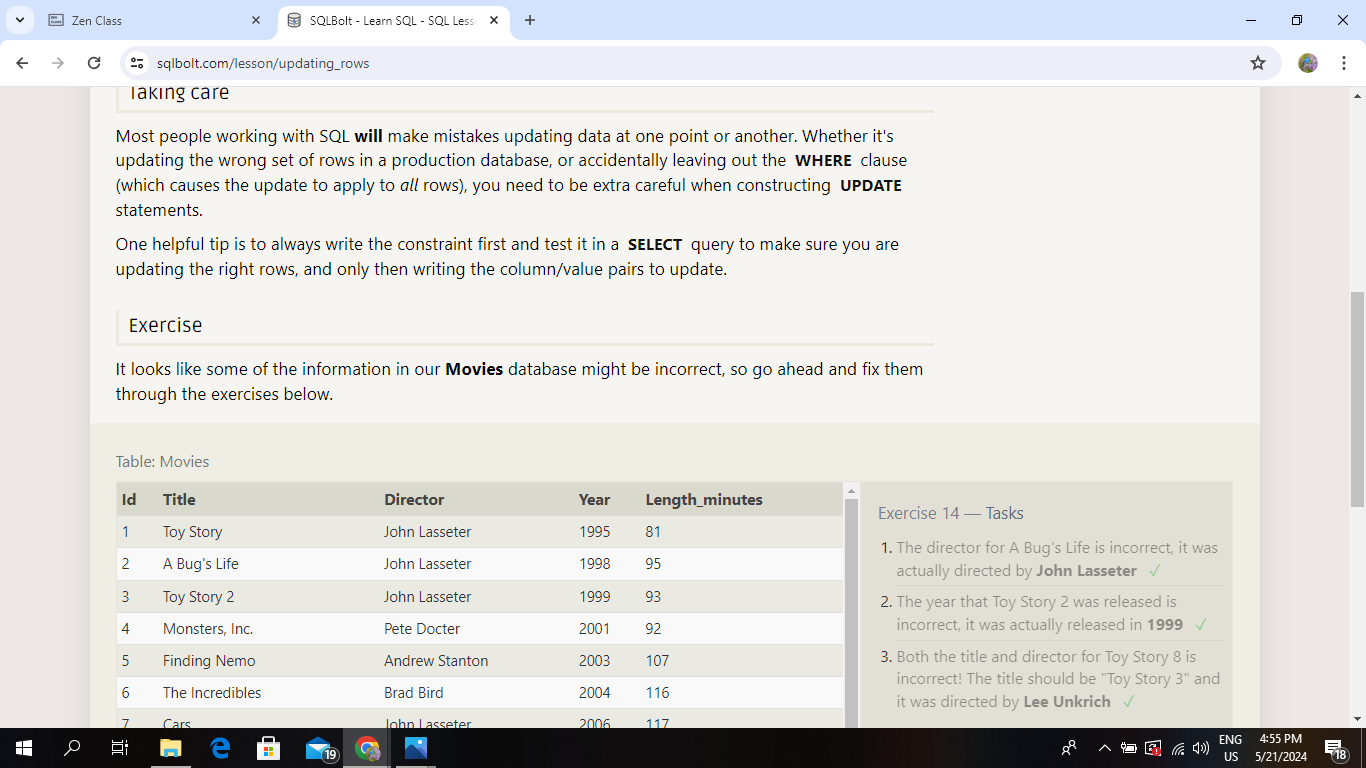 Zen Class
SQLBolt - Learn SQL - SQL Less
sqlbolt.com/lesson/updating_rows
Taking care
Most people working with SQL will make mistakes updating data at one point or another. Whether it's
updating the wrong set of rows in a production database, or accidentally leaving out the WHERE clause
(which causes the update to apply to all rows), you need to be extra careful when constructing UPDATE
statements.
One helpful tip is to always write the constraint first and test it in a SELECT query to make sure you are
updating the right rows, and only then writing the column/value pairs to update.
Exercise
It looks like some of the information in our Movies database might be incorrect, so go ahead and fix them
through the exercises below.
Table: Movies
Id Title Director Year Length_minutes
1 Toy Story John Lasseter 1995 81
2 A Bug's Life John Lasseter 1998 95
3 Toy Story 2 John Lasseter 1999 93
4 Monsters, Inc. Pete Docter 2001 92
5 Finding Nemo Andrew Stanton 2003 107
6 The Incredibles Brad Bird 2004 116
7 Cars John Lasseter 2006 117
Exercise 14 — Tasks
1. The director for A Bug's Life is incorrect, it was
actually directed by John Lasseter ✓
2. The year that Toy Story 2 was released is
incorrect, it was actually released in 1999 ✓
3. Both the title and director for Toy Story 8 is
incorrect! The title should be "Toy Story 3" and
it was directed by Lee Unkrich ✓
19
ENG
US
4:55 PM
5/21/2024
18